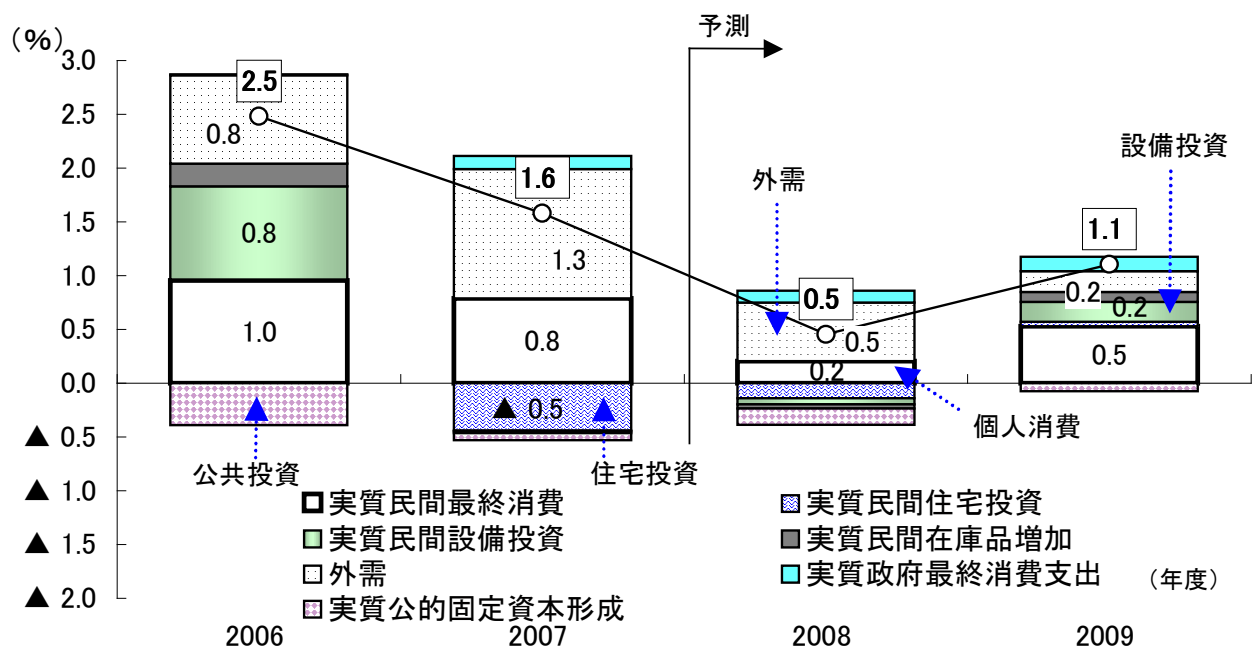 予測
(%)
3.0
2.5
2.0
1.5
1.0
0.5
0.0
▲ 0.5
▲ 1.0
▲ 1.5
▲ 2.0
2.5
0.8
0.8
1.0
公共投資
1.6
1.3
0.8
▲ 0.5
住宅投資
外需
0.5
0.5
0.2
個人消費
設備投資
1.1
0.2
0.2
0.5
実質民間最終消費
実質民間設備投資
外需
実質公的固定資本形成
実質民間住宅投資
実質民間在庫品増加
実質政府最終消費支出
(年度)
2006 2007 2008 2009